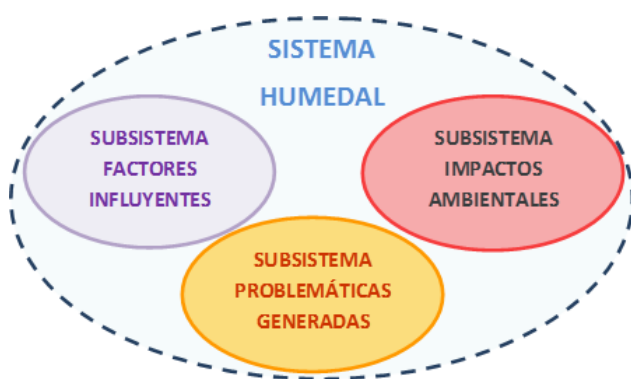 SISTEMA
HUMEDAL
SUBSISTEMA
FACTORES
INFLUYENTES
SUBSISTEMA
IMPACTOS
AMBIENTALES
SUBSISTEMA
PROBLEMÁTICAS
GENERADAS